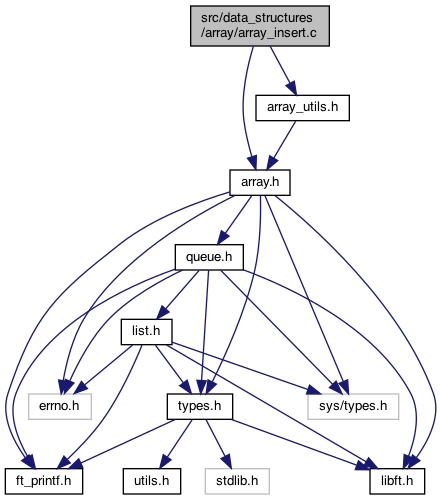 src/data_structures
/array/array_insert.c
array_utils.h
array.h
queue.h
list.h
errno.h
types.h
sys/types.h
ft_printf.h
utils.h
stdlib.h
libft.h